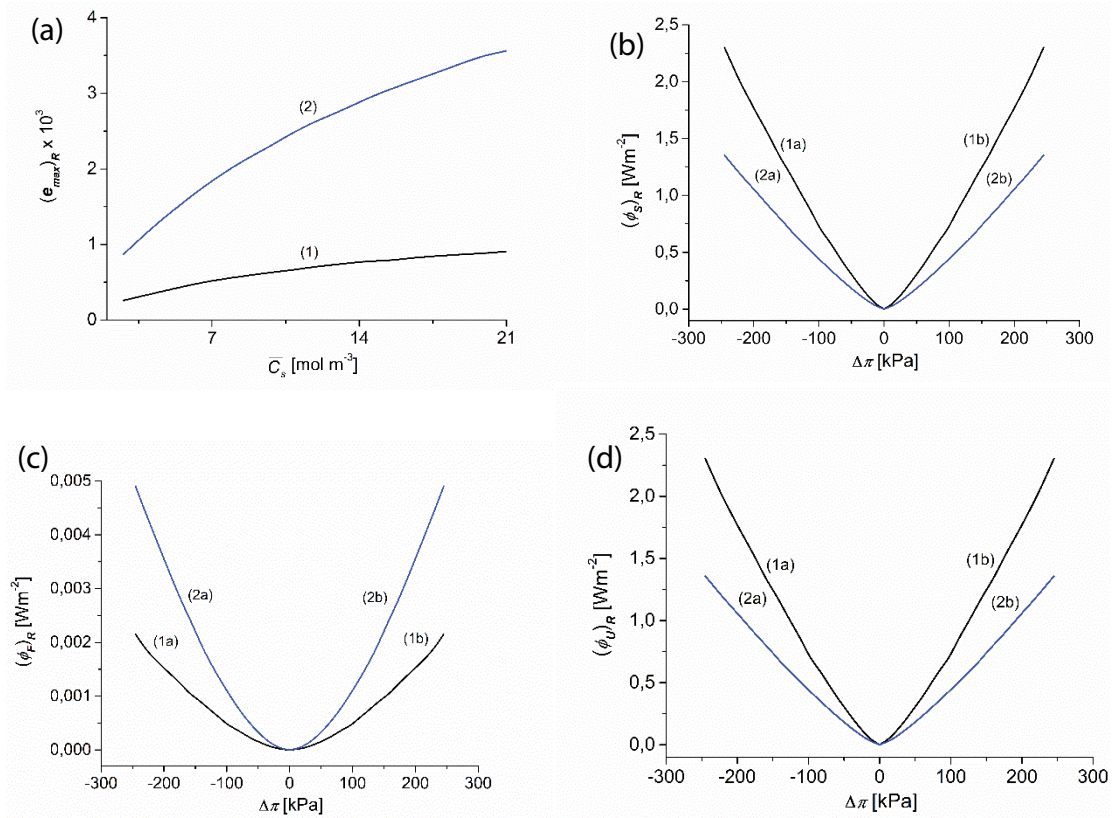 (a)
4
3
2
1
0
(e_max)_R x 10^3
(2)
(1)
7
14
21
C̅_s [mol m^-3]
(b)
2,5
2,0
1,5
1,0
0,5
0,0
(ϕ_S)_R [Wm^-2]
(1a)
(1b)
(2a)
(2b)
-300
-200
-100
0
100
200
300
Δπ [kPa]
(c)
0,005
0,004
0,003
0,002
0,001
0,000
(ϕ_F)_R [Wm^-2]
(2a)
(2b)
(1a)
(1b)
-300
-200
-100
0
100
200
300
Δπ [kPa]
(d)
2,5
2,0
1,5
1,0
0,5
0,0
(ϕ_U)_R [Wm^-2]
(1a)
(1b)
(2a)
(2b)
-300
-200
-100
0
100
200
300
Δπ [kPa]